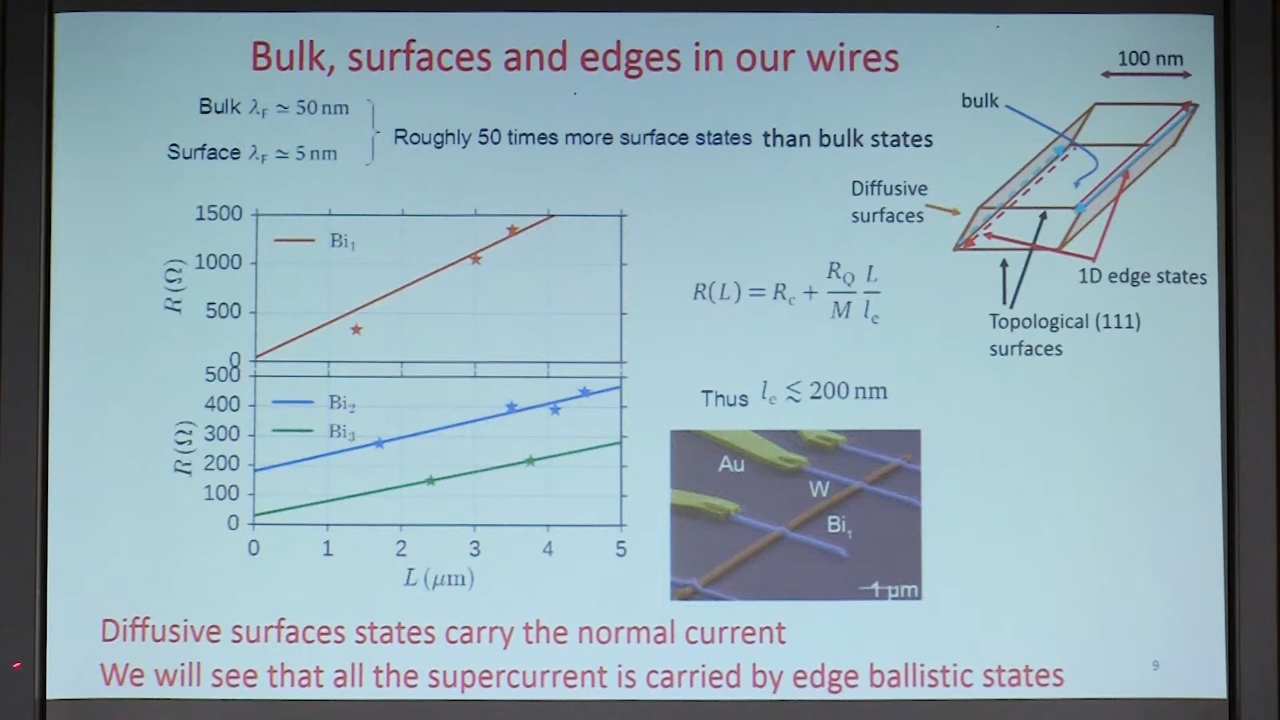 Bulk, surfaces and edges in our wires
Bulk λF ≃ 50 nm
Surface λF ≃ 5 nm
Roughly 50 times more surface states than bulk states
100 nm
bulk
Diffusive
surfaces
1D edge states
Topological (111)
surfaces
1500
1000
500
0
R (Ω)
Bi1
500
400
300
200
100
0
R (Ω)
Bi2
Bi3
0 1 2 3 4 5
L (μm)
R(L) = Rc + RQ/M L/le
Thus le ≲ 200 nm
Au
W
Bi1
1 μm
Diffusive surfaces states carry the normal current
We will see that all the supercurrent is carried by edge ballistic states
9